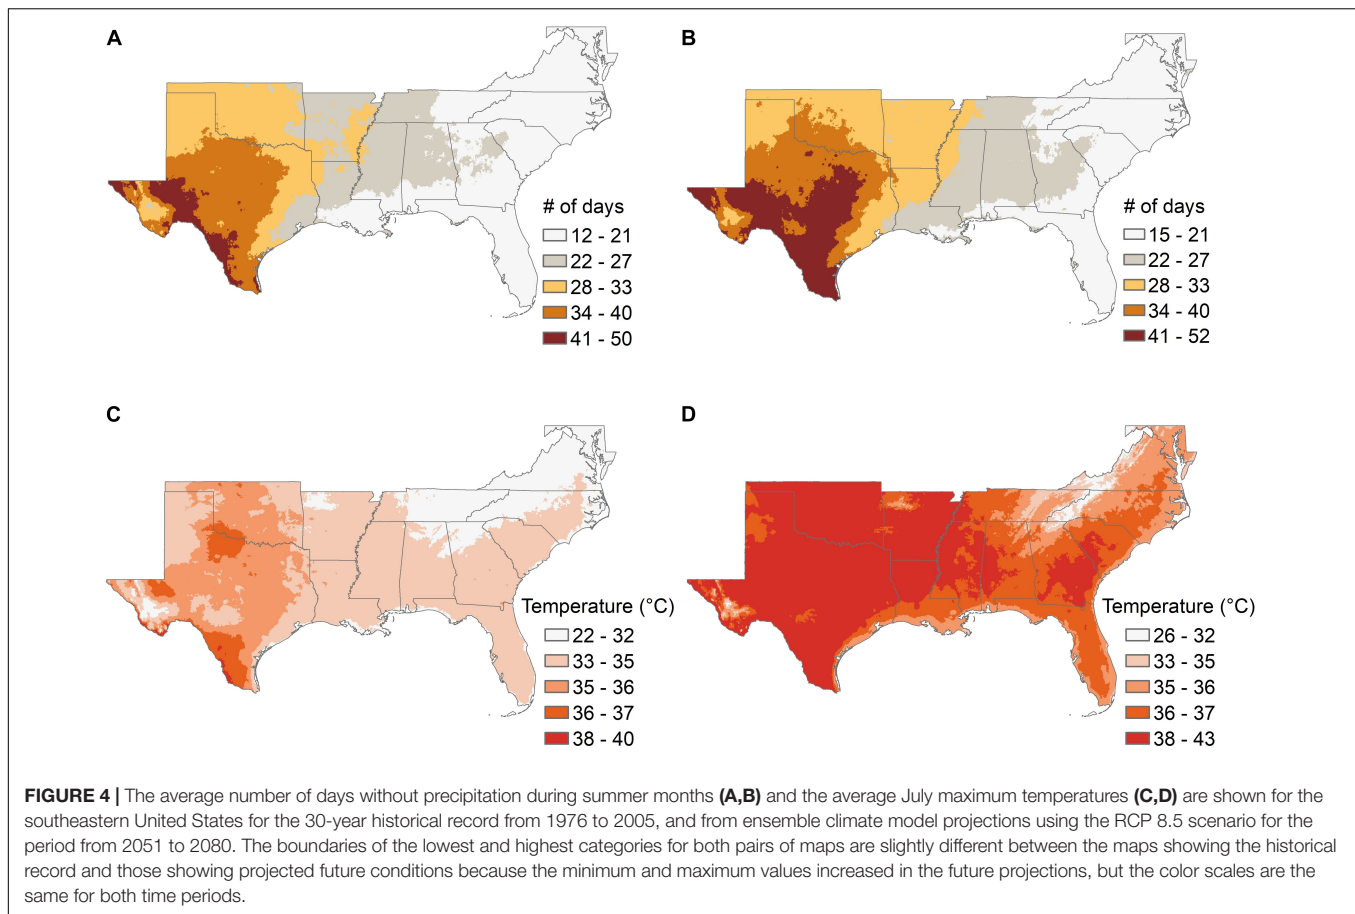 A
B
# of days
12 - 21
22 - 27
28 - 33
34 - 40
41 - 50
# of days
15 - 21
22 - 27
28 - 33
34 - 40
41 - 52
C
D
Temperature (°C)
22 - 32
33 - 35
35 - 36
36 - 37
38 - 40
Temperature (°C)
26 - 32
33 - 35
35 - 36
36 - 37
38 - 43
FIGURE 4 | The average number of days without precipitation during summer months (A,B) and the average July maximum temperatures (C,D) are shown for the
southeastern United States for the 30-year historical record from 1976 to 2005, and from ensemble climate model projections using the RCP 8.5 scenario for the
period from 2051 to 2080. The boundaries of the lowest and highest categories for both pairs of maps are slightly different between the maps showing the historical
record and those showing projected future conditions because the minimum and maximum values increased in the future projections, but the color scales are the
same for both time periods.